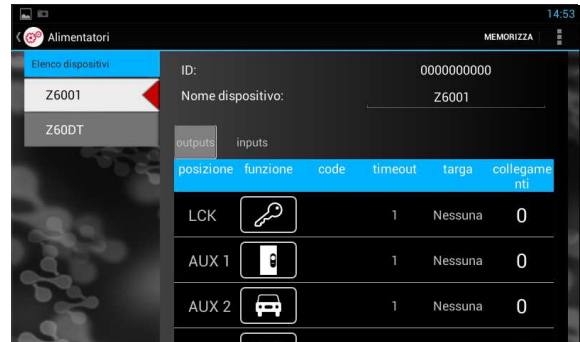 14:53
Alimentatori
MEMORIZZA
Elenco dispositivi
Z6001
Z60DT
ID:
0000000000
Nome dispositivo:
Z6001
outputs inputs
posizione funzione code timeout targa collegame
nti
LCK 1 Nessuna 0
AUX 1 1 Nessuna 0
AUX 2 1 Nessuna 0